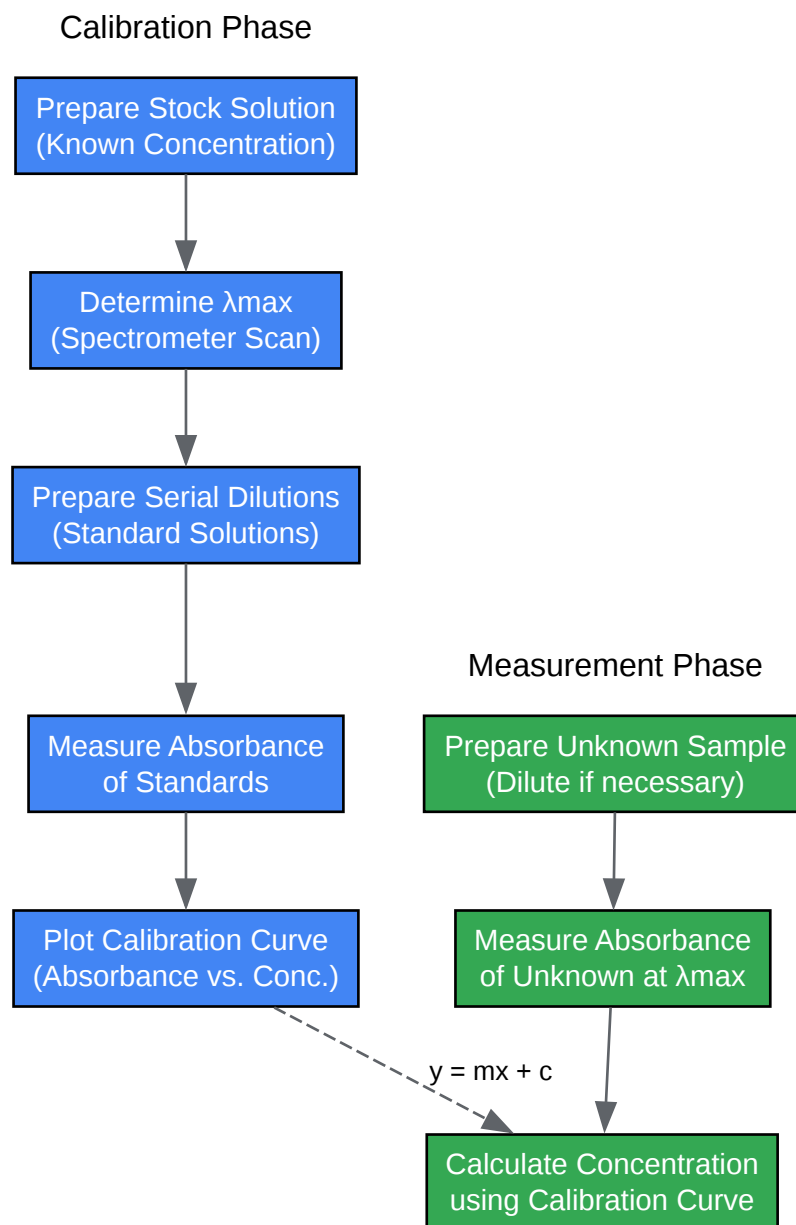 Calibration Phase
Prepare Stock Solution
(Known Concentration)
Determine λmax
(Spectrometer Scan)
Prepare Serial Dilutions
(Standard Solutions)
Measure Absorbance
of Standards
Plot Calibration Curve
(Absorbance vs. Conc.)
Measurement Phase
Prepare Unknown Sample
(Dilute if necessary)
Measure Absorbance
of Unknown at λmax
y = mx + c
Calculate Concentration
using Calibration Curve